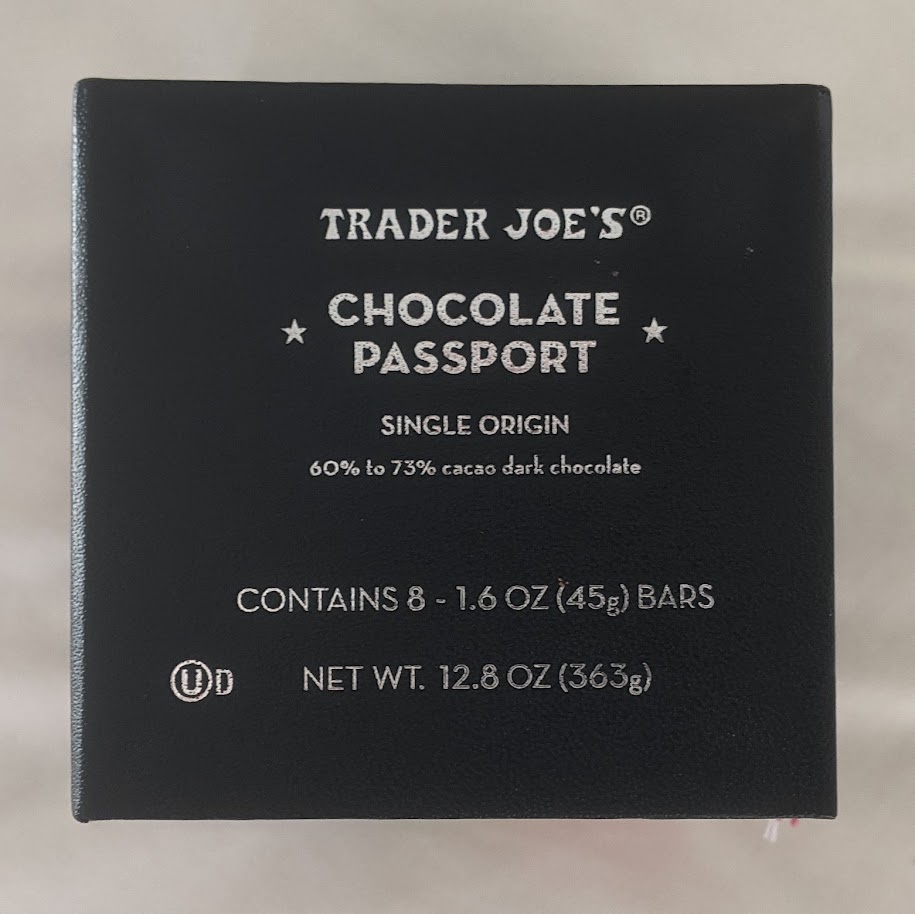 TRADER JOE'S®
★ CHOCOLATE ★
PASSPORT
SINGLE ORIGIN
60% to 73% cacao dark chocolate
CONTAINS 8 - 1.6 OZ (45g) BARS
Ⓤ D NET WT. 12.8 OZ (363g)